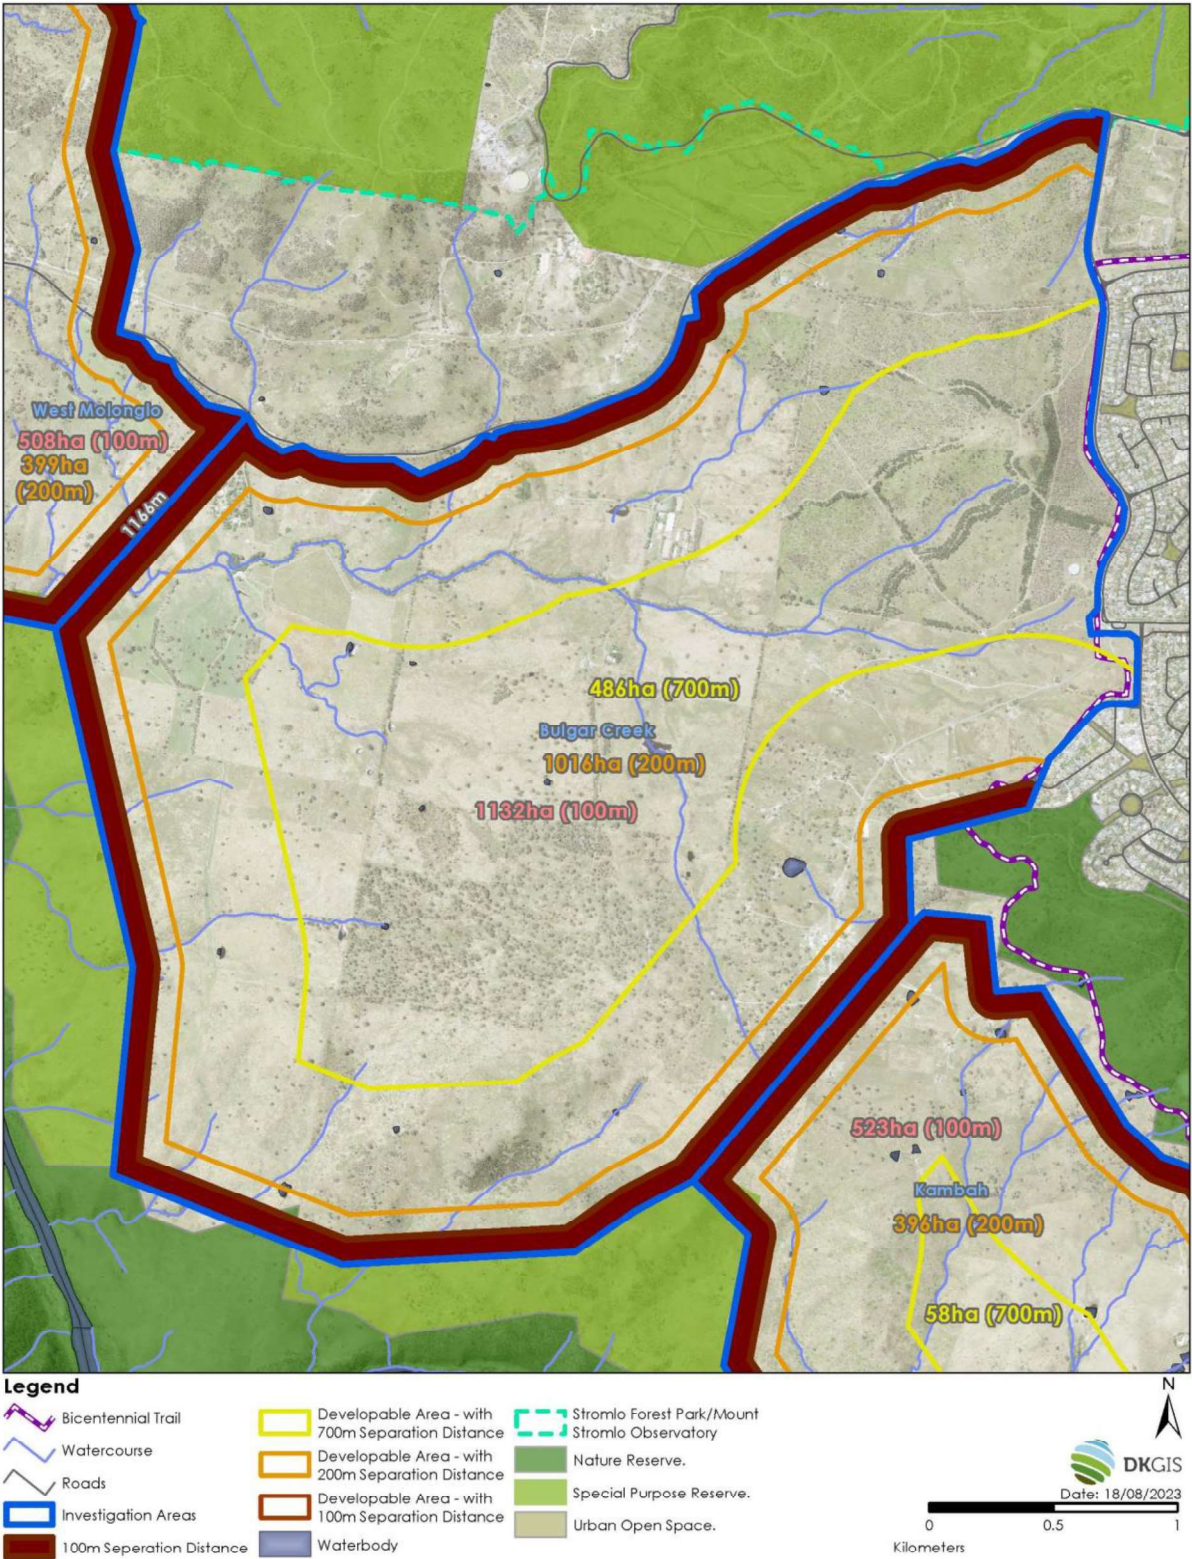 West Molonglo
508ha (100m)
399ha
(200m)
1166m
486ha (700m)
Bulgar Creek
1016ha (200m)
1132ha (100m)
523ha (100m)
Kambah
396ha (200m)
58ha (700m)
Legend
Bicentennial Trail
Watercourse
Roads
Investigation Areas
100m Seperation Distance
Developable Area - with
700m Separation Distance
Developable Area - with
200m Separation Distance
Developable Area - with
100m Separation Distance
Waterbody
Stromlo Forest Park/Mount
Stromlo Observatory
Nature Reserve.
Special Purpose Reserve.
Urban Open Space.
N
DKGIS
Date: 18/08/2023
0 0.5 1
Kilometers